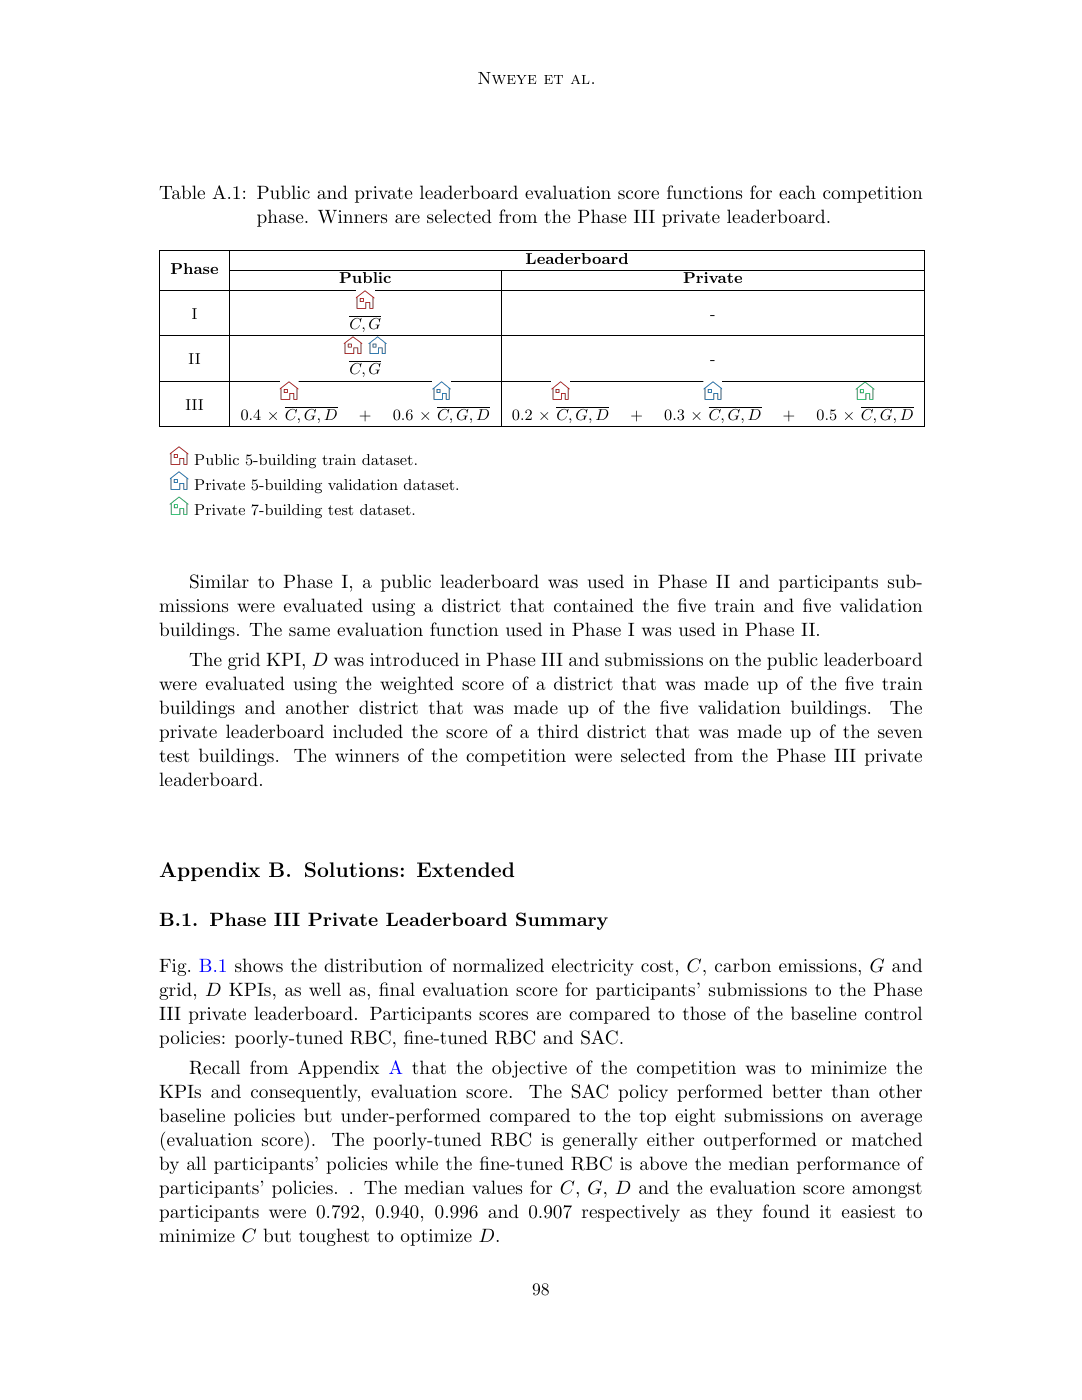 NWEYE ET AL.
Table A.1: Public and private leaderboard evaluation score functions for each competition
phase. Winners are selected from the Phase III private leaderboard.
Phase
Leaderboard
Public Private
I
C, G
-
II
C, G
-
III
0.4 × C, G, D + 0.6 × C, G, D 0.2 × C, G, D + 0.3 × C, G, D + 0.5 × C, G, D
Public 5-building train dataset.
Private 5-building validation dataset.
Private 7-building test dataset.
Similar to Phase I, a public leaderboard was used in Phase II and participants sub-
missions were evaluated using a district that contained the five train and five validation
buildings. The same evaluation function used in Phase I was used in Phase II.
The grid KPI, D was introduced in Phase III and submissions on the public leaderboard
were evaluated using the weighted score of a district that was made up of the five train
buildings and another district that was made up of the five validation buildings. The
private leaderboard included the score of a third district that was made up of the seven
test buildings. The winners of the competition were selected from the Phase III private
leaderboard.
Appendix B. Solutions: Extended
B.1. Phase III Private Leaderboard Summary
Fig. B.1 shows the distribution of normalized electricity cost, C, carbon emissions, G and
grid, D KPIs, as well as, final evaluation score for participants' submissions to the Phase
III private leaderboard. Participants scores are compared to those of the baseline control
policies: poorly-tuned RBC, fine-tuned RBC and SAC.
Recall from Appendix A that the objective of the competition was to minimize the
KPIs and consequently, evaluation score. The SAC policy performed better than other
baseline policies but under-performed compared to the top eight submissions on average
(evaluation score). The poorly-tuned RBC is generally either outperformed or matched
by all participants' policies while the fine-tuned RBC is above the median performance of
participants' policies. . The median values for C, G, D and the evaluation score amongst
participants were 0.792, 0.940, 0.996 and 0.907 respectively as they found it easiest to
minimize C but toughest to optimize D.
98